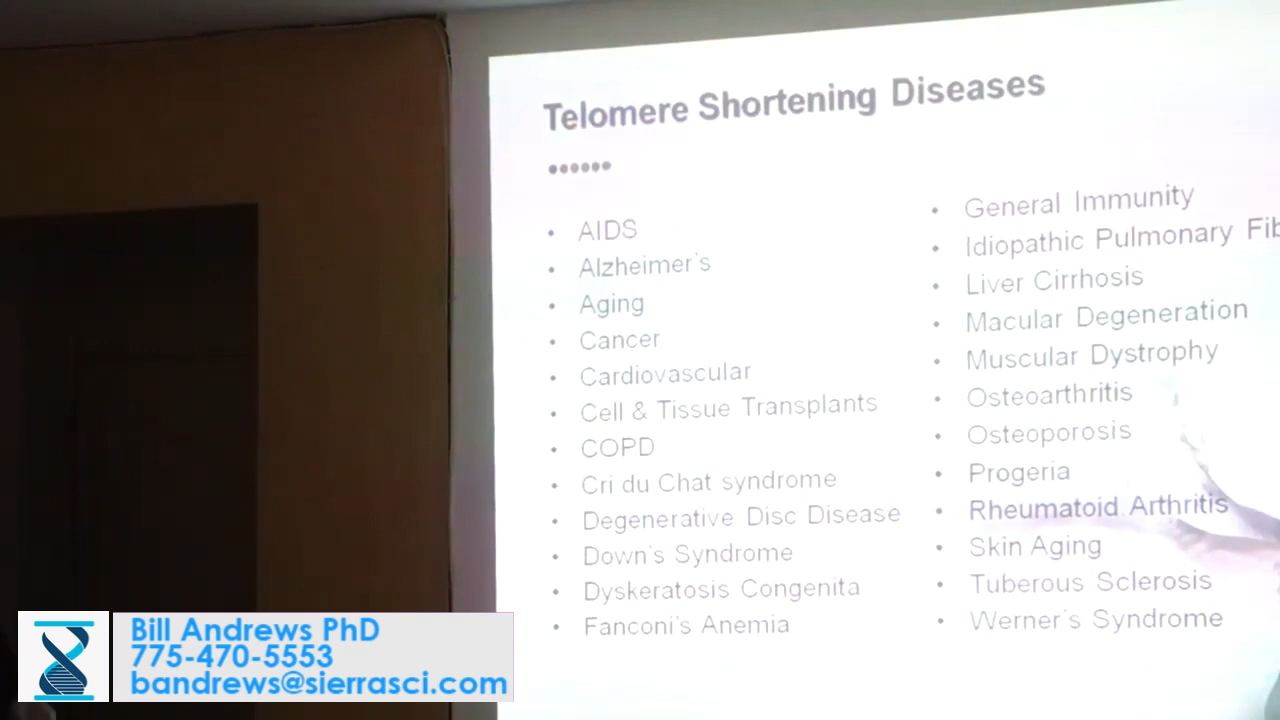 Telomere Shortening Diseases
• AIDS
• Alzheimer's
• Aging
• Cancer
• Cardiovascular
• Cell & Tissue Transplants
• COPD
• Cri du Chat syndrome
• Degenerative Disc Disease
• Down's Syndrome
• Dyskeratosis Congenita
• Fanconi's Anemia
• General Immunity
• Idiopathic Pulmonary
• Liver Cirrhosis
• Macular Degeneration
• Muscular Dystrophy
• Osteoarthritis
• Osteoporosis
• Progeria
• Rheumatoid Arthritis
• Skin Aging
• Tuberous Sclerosis
• Werner's Syndrome
Bill Andrews PhD
775-470-5553
bandrews@sierrasci.com